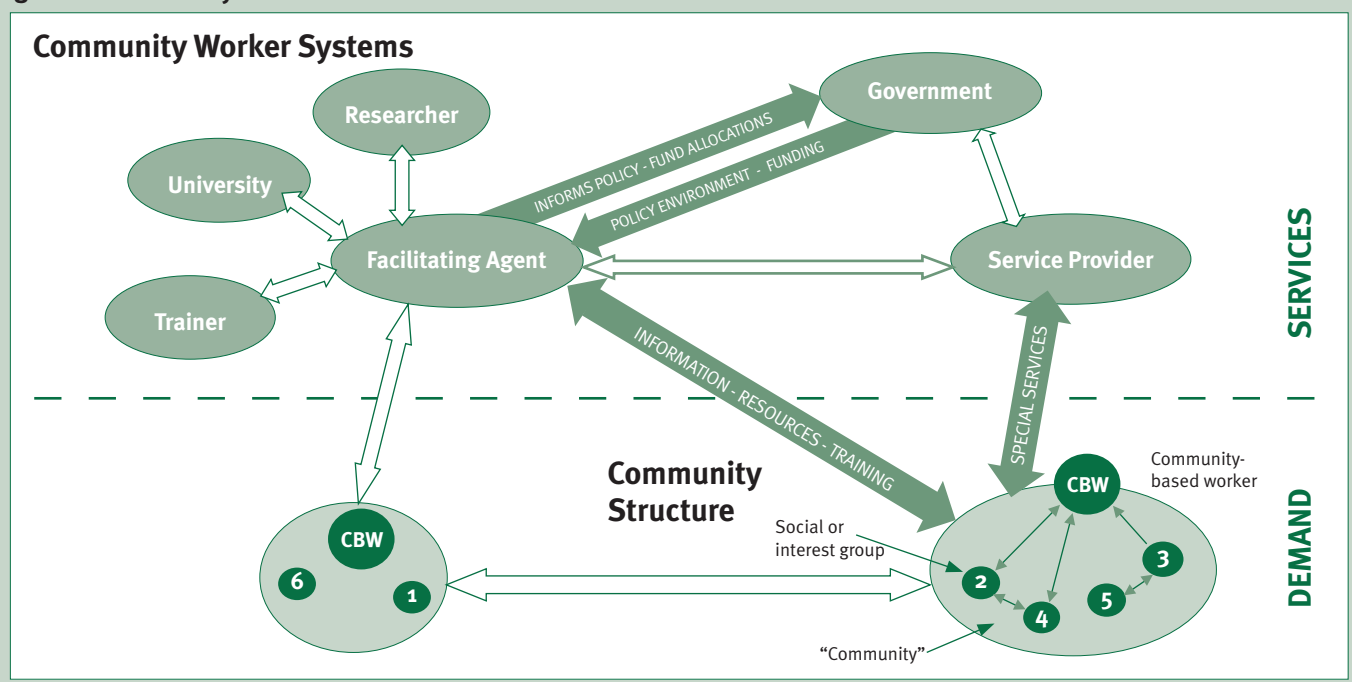 Community Worker Systems
Researcher
Government
University
INFORMS POLICY - FUND ALLOCATIONS
POLICY ENVIRONMENT - FUNDING
Facilitating Agent
Service Provider
Trainer
SERVICES
INFORMATION - RESOURCES - TRAINING
SPECIAL SERVICES
Community
Structure
CBW
Community-
based worker
CBW
Social or
interest group
6
1
2
3
4
5
DEMAND
“Community”